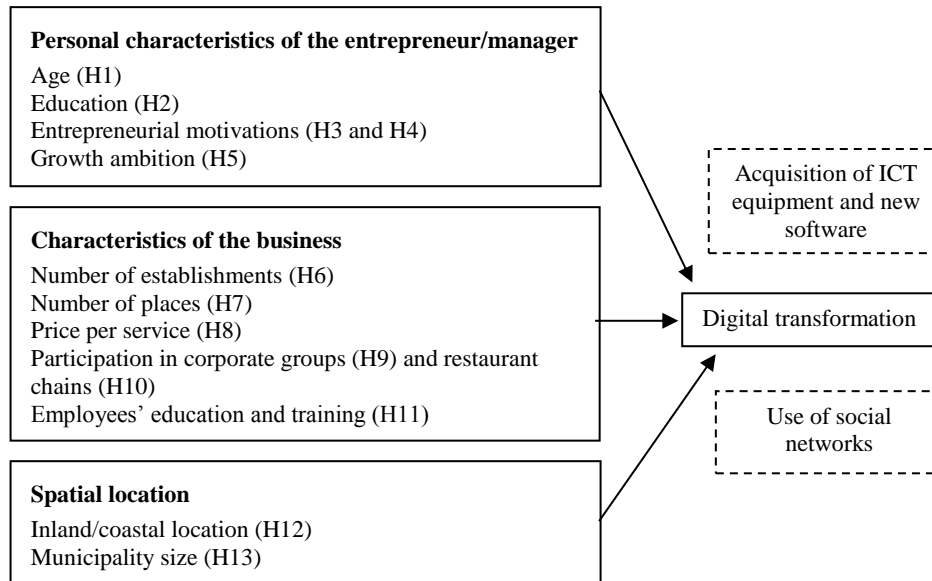 Personal characteristics of the entrepreneur/manager
Age (H1)
Education (H2)
Entrepreneurial motivations (H3 and H4)
Growth ambition (H5)
Acquisition of ICT
equipment and new
software
Characteristics of the business
Number of establishments (H6)
Number of places (H7)
Price per service (H8)
Participation in corporate groups (H9) and restaurant
chains (H10)
Employees’ education and training (H11)
Digital transformation
Use of social
networks
Spatial location
Inland/coastal location (H12)
Municipality size (H13)